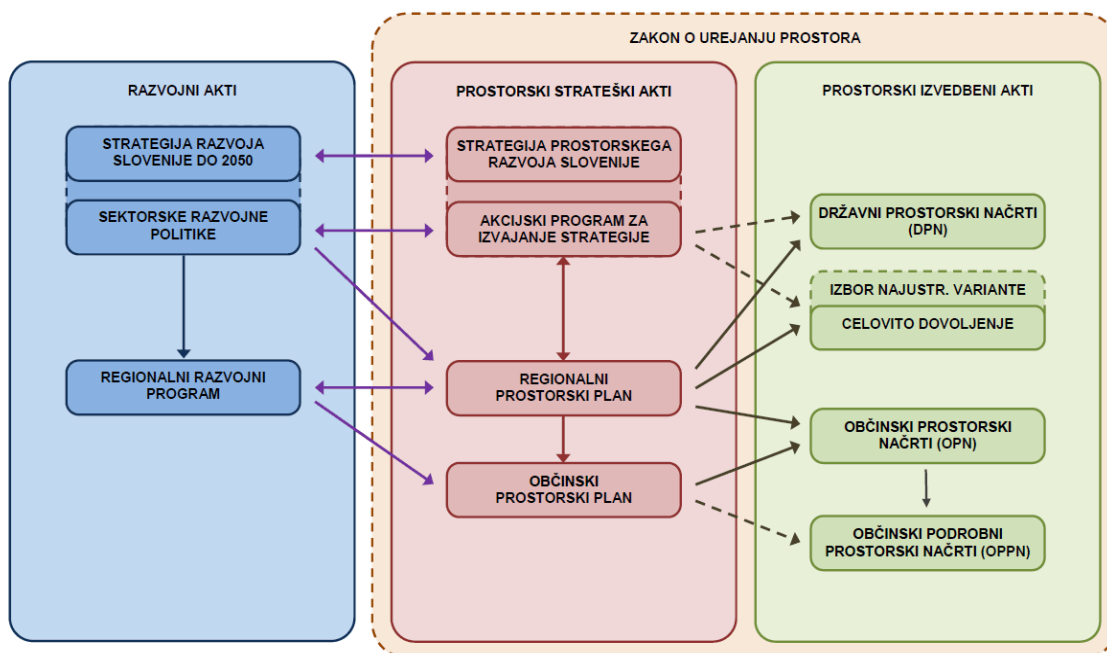 ZAKON O UREJANJU PROSTORA
RAZVOJNI AKTI
STRATEGIJA RAZVOJA
SLOVENIJE DO 2050
SEKTORSKE RAZVOJNE
POLITIKE
REGIONALNI RAZVOJNI
PROGRAM
PROSTORSKI STRATEŠKI AKTI
STRATEGIJA PROSTORSKEGA
RAZVOJA SLOVENIJE
AKCIJSKI PROGRAM ZA
IZVAJANJE STRATEGIJE
REGIONALNI
PROSTORSKI PLAN
OBČINSKI
PROSTORSKI PLAN
PROSTORSKI IZVEDBENI AKTI
DRŽAVNI PROSTORSKI NAČRTI
(DPN)
IZBOR NAJUSTR. VARIANTE
CELOVITO DOVOLJENJE
OBČINSKI PROSTORSKI
NAČRTI (OPN)
OBČINSKI PODROBNI
PROSTORSKI NAČRTI (OPPN)